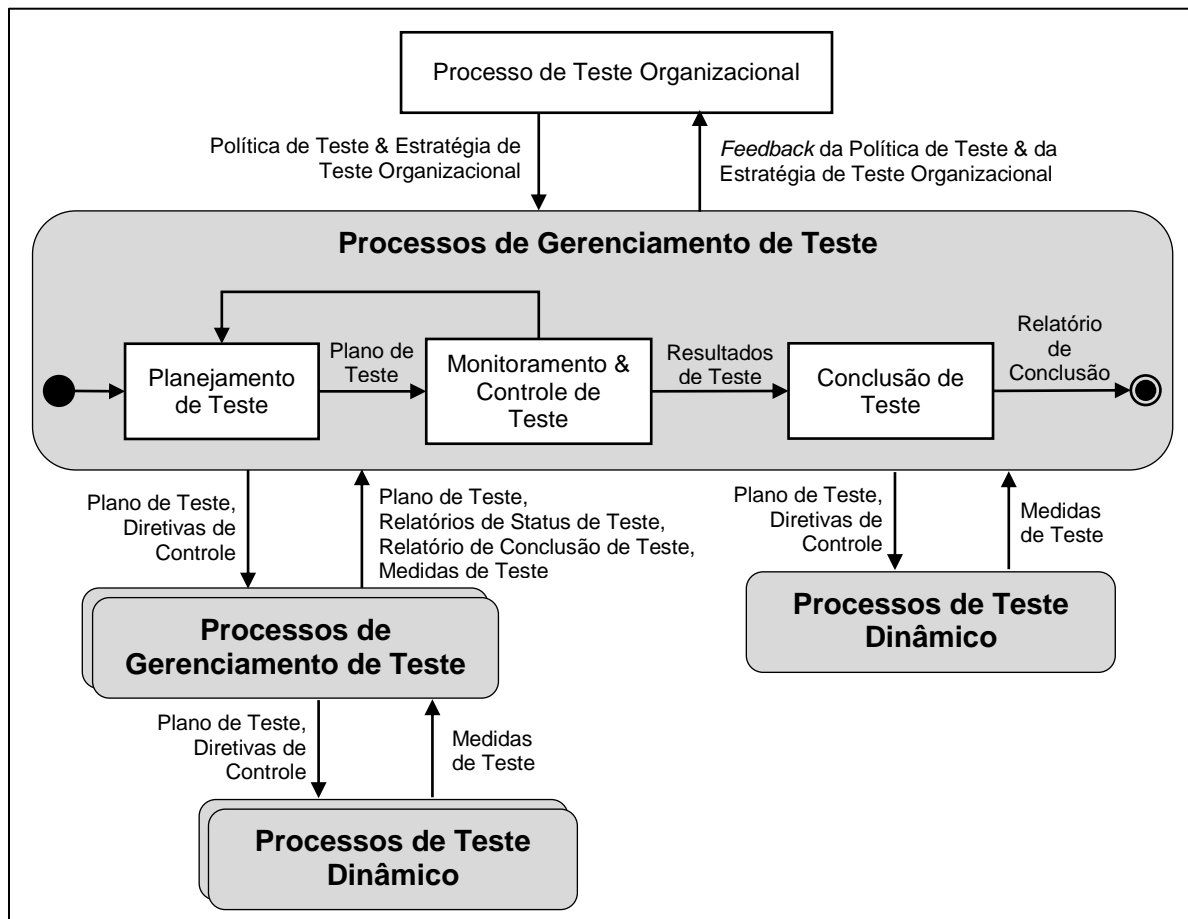 Processo de Teste Organizacional
Política de Teste & Estratégia de
Teste Organizacional
Feedback da Política de Teste & da
Estratégia de Teste Organizacional
Processos de Gerenciamento de Teste
Planejamento
de Teste
Plano de
Teste
Monitoramento &
Controle de
Teste
Resultados
de Teste
Conclusão de
Teste
Relatório
de
Conclusão
Plano de Teste,
Diretivas de
Controle
Plano de Teste,
Relatórios de Status de Teste,
Relatório de Conclusão de Teste,
Medidas de Teste
Plano de Teste,
Diretivas de
Controle
Medidas
de Teste
Processos de
Gerenciamento de Teste
Processos de Teste
Dinâmico
Plano de Teste,
Diretivas de
Controle
Medidas
de Teste
Processos de Teste
Dinâmico